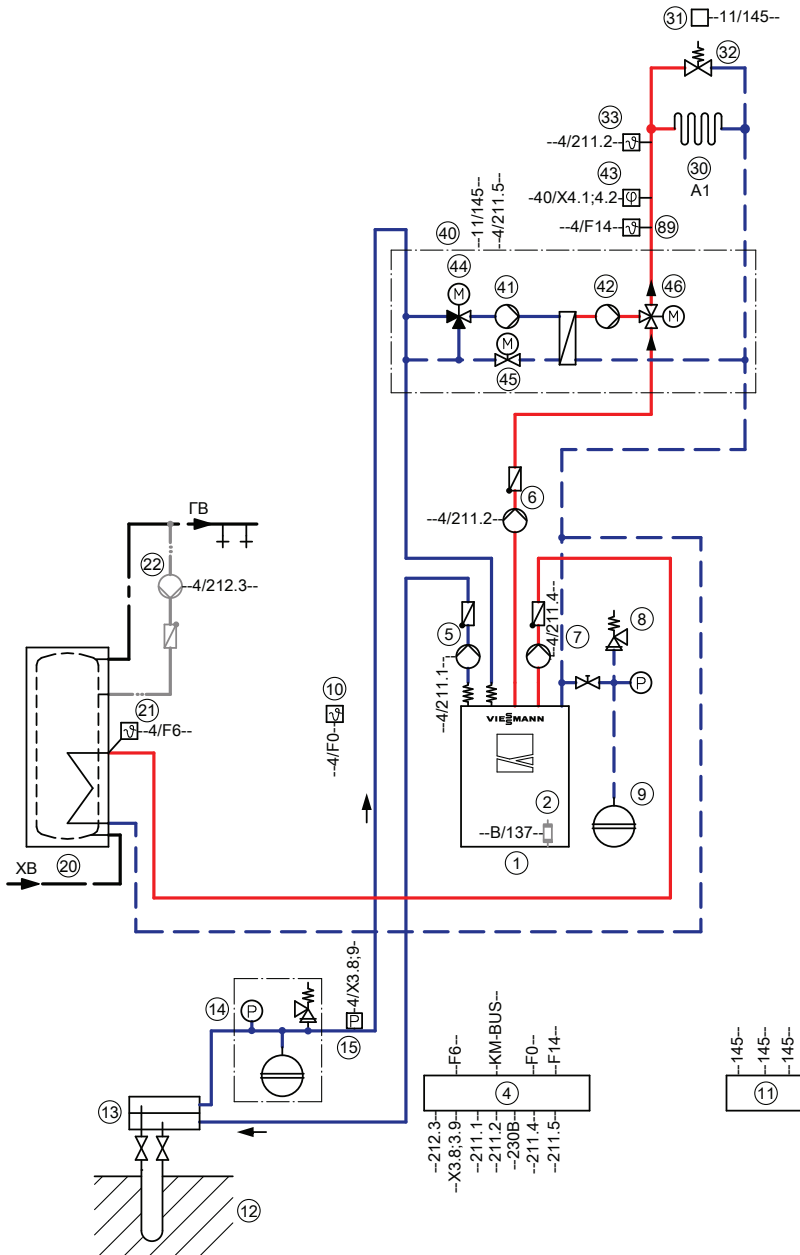 31 --11/145--
32
33
--4/211.2-- ϑ
30
A1
43
-40/X4.1;4.2- φ
--4/F14-- ϑ 89
--11/145--
--4/211.5--
40
44
M
41
42
46
M
M
45
6
--4/211.2--
ГВ
22
--4/212.3--
5
--4/211.1---
--4/211.4--
7
8
P
10
ϑ
--4/F0--
21
ϑ --4/F6--
VIESMANN
2
--B/137--
1
9
20
ХВ
14
P
P -4/X3.8;9-
15
13
12
--F6--
--KM-BUS--
--F0--
--F14--
4
--212.3--
--X3.8;3.9--
--211.1--
--211.2--
--230B--
--211.4--
--211.5--
--145--
--145--
--145--
11